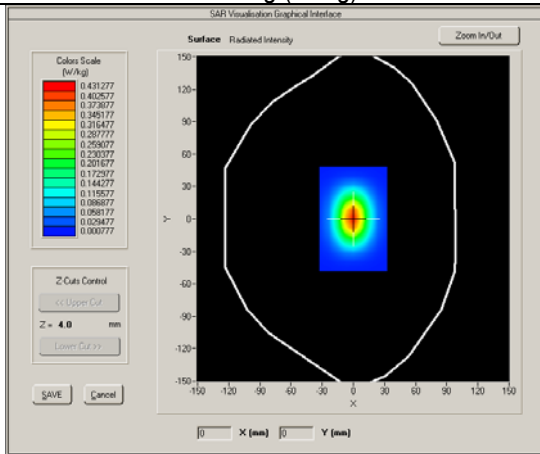 SAR Visualisation Graphical Interface
Surface Radiated Intensity
Zoom In/Out
Colors Scale
(W/kg)
0.431277
0.402577
0.373877
0.345177
0.316477
0.287777
0.259077
0.230377
0.201677
0.172977
0.144277
0.115577
0.086877
0.058177
0.029477
0.000777
150
120
90
60
30
0
-30
-60
-90
-120
-150
Y
-150 -120 -90 -60 -30 0 30 60 90 120 150
X
Z Cuts Control
<< Upper Cut
Z = 4.0 mm
Lower Cut >>
SAVE Cancel
0 X (mm) 0 Y (mm)